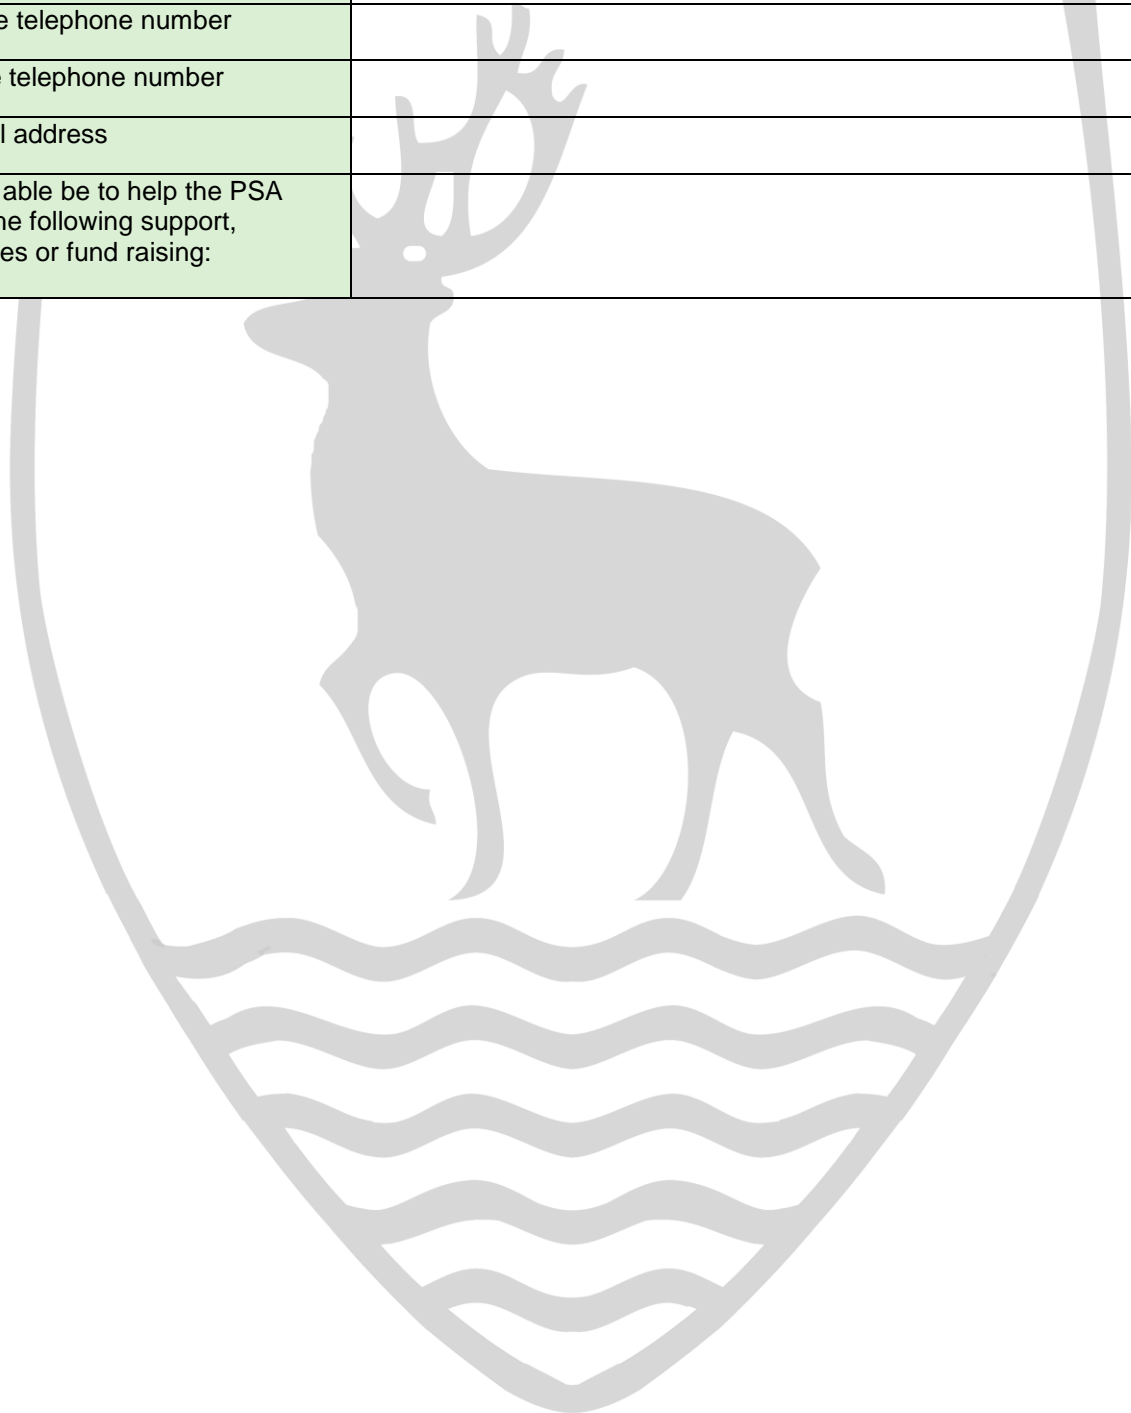 e telephone number
e telephone number
l address
able be to help the PSA
he following support,
es or fund raising: